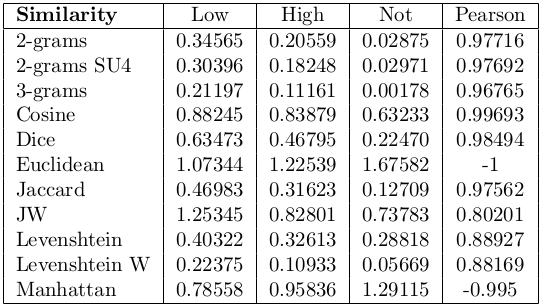 Similarity Low High Not Pearson
2-grams 0.34565 0.20559 0.02875 0.97716
2-grams SU4 0.30396 0.18248 0.02971 0.97692
3-grams 0.21197 0.11161 0.00178 0.96765
Cosine 0.88245 0.83879 0.63233 0.99693
Dice 0.63473 0.46795 0.22470 0.98494
Euclidean 1.07344 1.22539 1.67582 -1
Jaccard 0.46983 0.31623 0.12709 0.97562
JW 1.25345 0.82801 0.73783 0.80201
Levenshtein 0.40322 0.32613 0.28818 0.88927
Levenshtein W 0.22375 0.10933 0.05669 0.88169
Manhattan 0.78558 0.95836 1.29115 -0.995